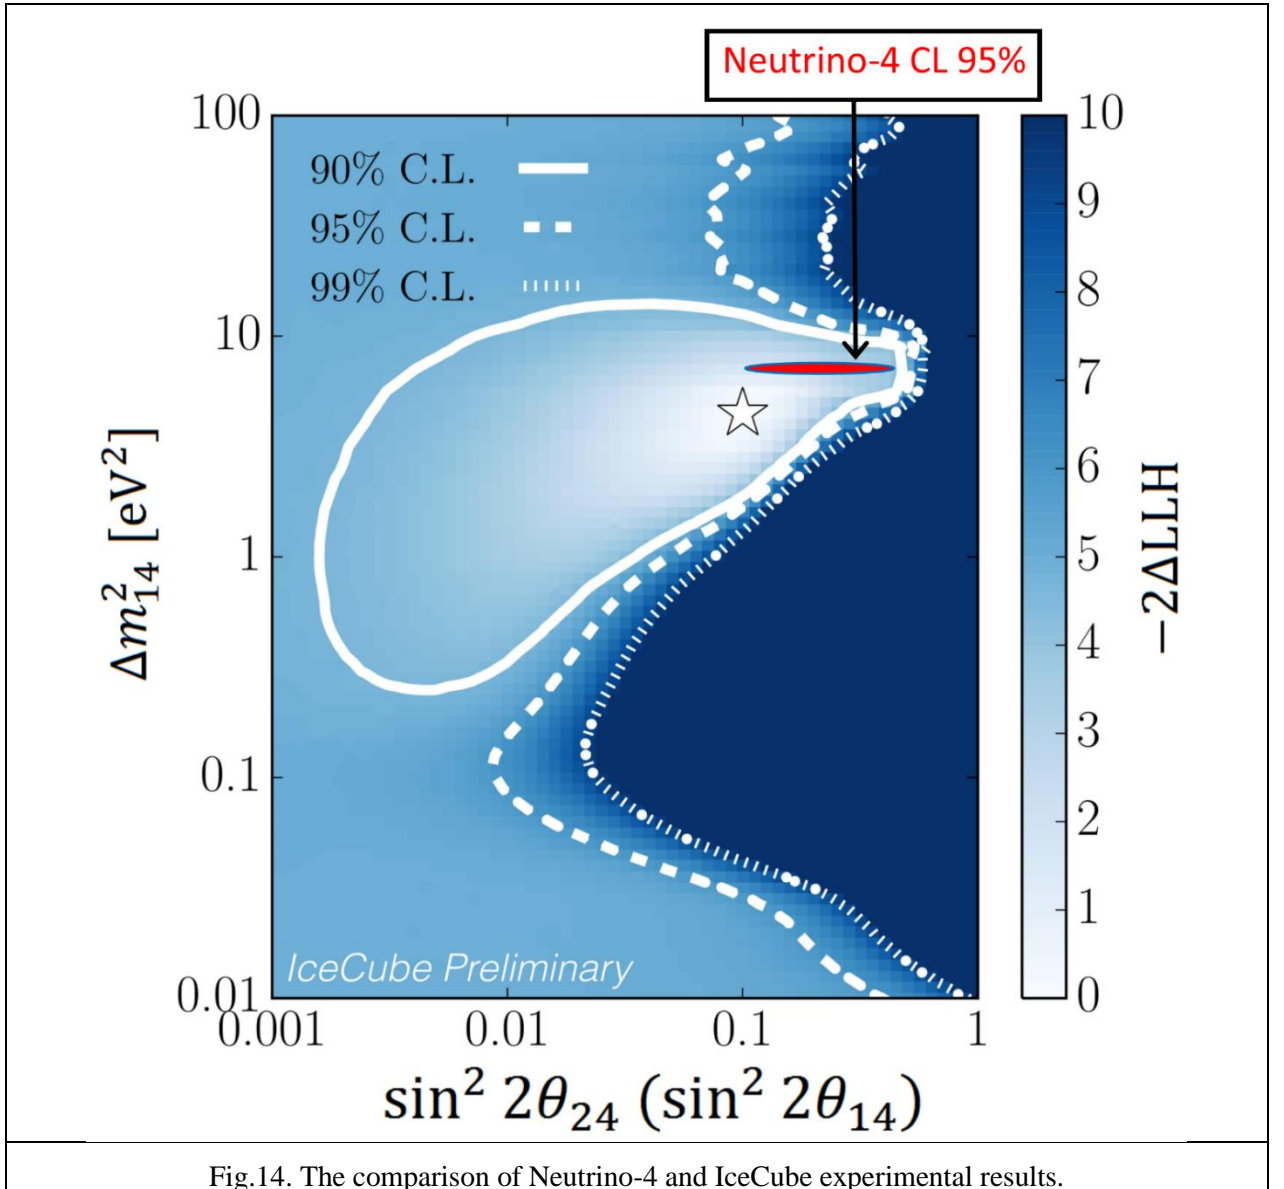 Neutrino-4 CL 95%
100
10
1
0.1
0.01
90% C.L.
95% C.L.
99% C.L.
IceCube Preliminary
0.001
0.01
0.1
1
10
9
8
7
6
5
4
3
2
1
0
Δm²₁₄ [eV²]
−2ΔLLH
sin² 2θ₂₄ (sin² 2θ₁₄)
Fig.14. The comparison of Neutrino-4 and IceCube experimental results.